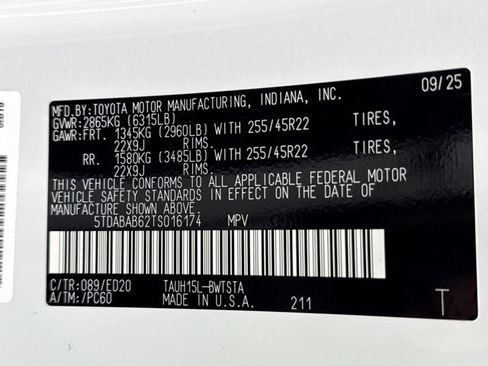 MFD.BY:TOYOTA MOTOR MANUFACTURING, INDIANA, INC. 09/25
GVWR:2865KG (6315LB)
GAWR:FRT. 1345KG (2960LB) WITH 255/45R22 TIRES,
22X9J RIMS.
RR. 1580KG (3485LB) WITH 255/45R22 TIRES,
22X9J RIMS.
THIS VEHICLE CONFORMS TO ALL APPLICABLE FEDERAL MOTOR
VEHICLE SAFETY STANDARDS IN EFFECT ON THE DATE OF
MANUFACTURE SHOWN ABOVE.
5TDABAB62TS016174 MPV
C/TR:089/ED20 TAUH15L-BWTSTA
A/TM:/PC60 MADE IN U.S.A. 211 T